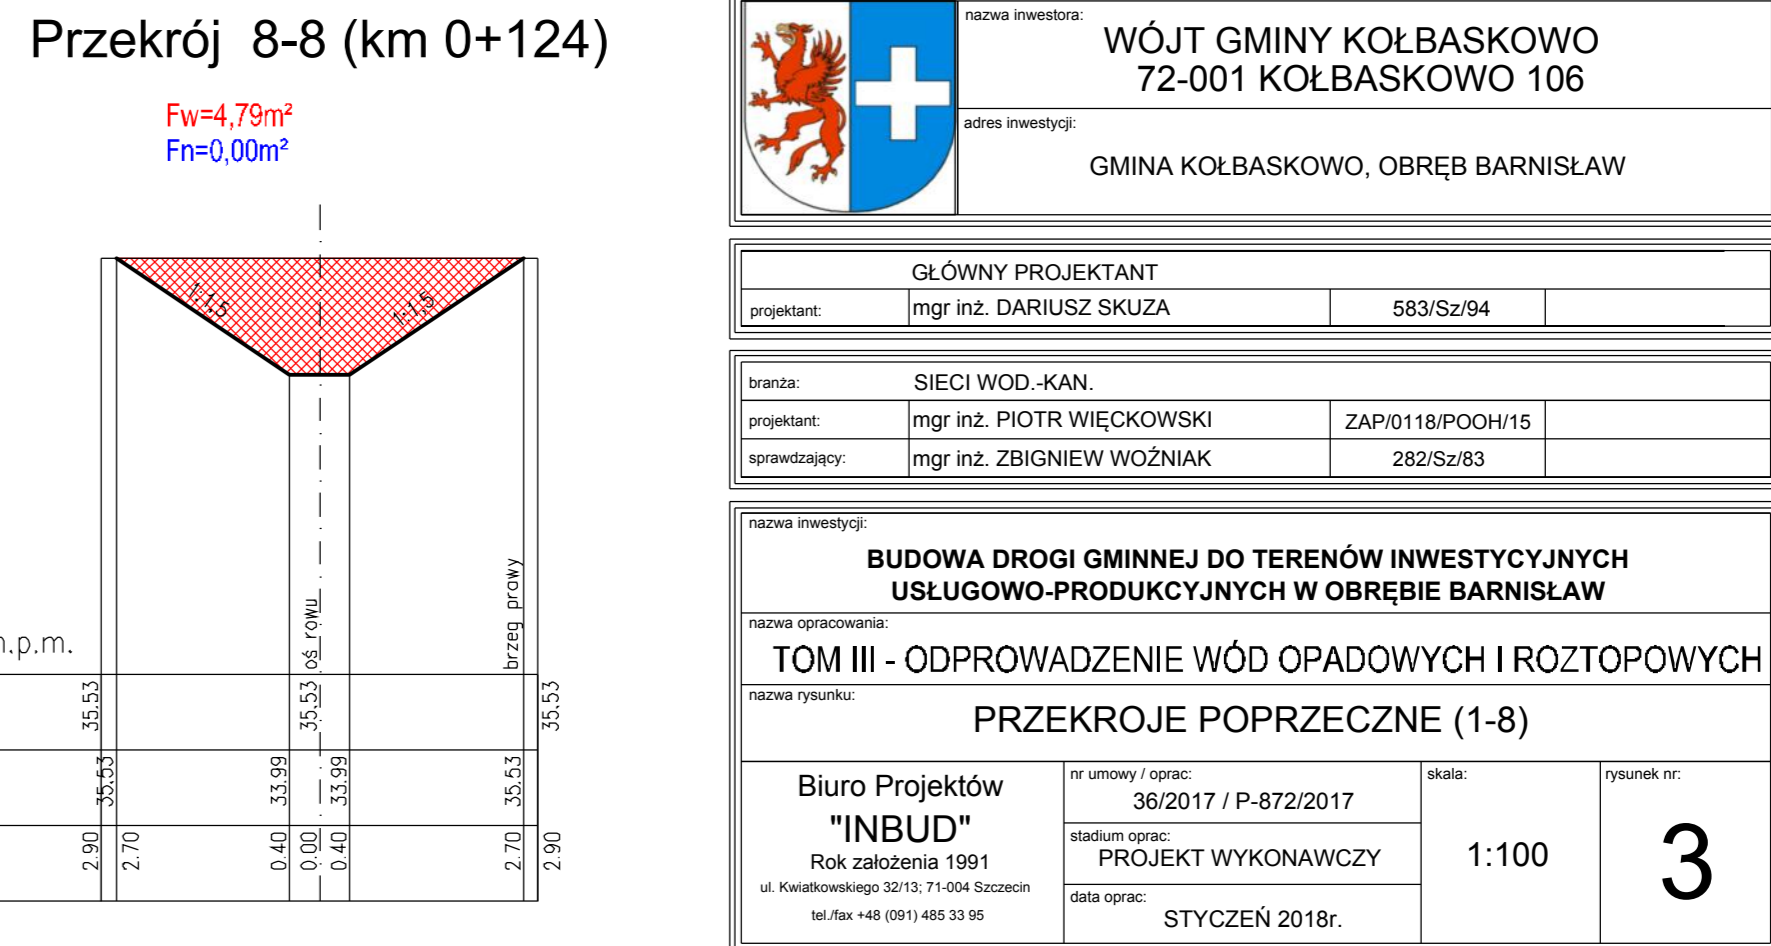 Przekrój 8-8 (km 0+124)
Fw=4,79m²
Fn=0,00m²
1:1,5
1:1,5
oś rowu
brzeg prawy
n.p.m.
35.53
35.53
35.53
35.53
33.99
33.99
35.53
2.90
2.70
0.40
0.00
0.40
2.70
2.90
nazwa inwestora:
WÓJT GMINY KOŁBASKOWO
72-001 KOŁBASKOWO 106
adres inwestycji:
GMINA KOŁBASKOWO, OBRĘB BARNISŁAW
GŁÓWNY PROJEKTANT
projektant: mgr inż. DARIUSZ SKUZA 583/Sz/94
branża: SIECI WOD.-KAN.
projektant: mgr inż. PIOTR WIĘCKOWSKI ZAP/0118/POOH/15
sprawdzający: mgr inż. ZBIGNIEW WOŹNIAK 282/Sz/83
nazwa inwestycji:
BUDOWA DROGI GMINNEJ DO TERENÓW INWESTYCYJNYCH
USŁUGOWO-PRODUKCYJNYCH W OBRĘBIE BARNISŁAW
nazwa opracowania:
TOM III - ODPROWADZENIE WÓD OPADOWYCH I ROZTOPOWYCH
nazwa rysunku:
PRZEKROJE POPRZECZNE (1-8)
Biuro Projektów
"INBUD"
Rok założenia 1991
ul. Kwiatkowskiego 32/13; 71-004 Szczecin
tel./fax +48 (091) 485 33 95
nr umowy / oprac:
36/2017 / P-872/2017
stadium oprac:
PROJEKT WYKONAWCZY
data oprac:
STYCZEŃ 2018r.
skala:
1:100
rysunek nr:
3